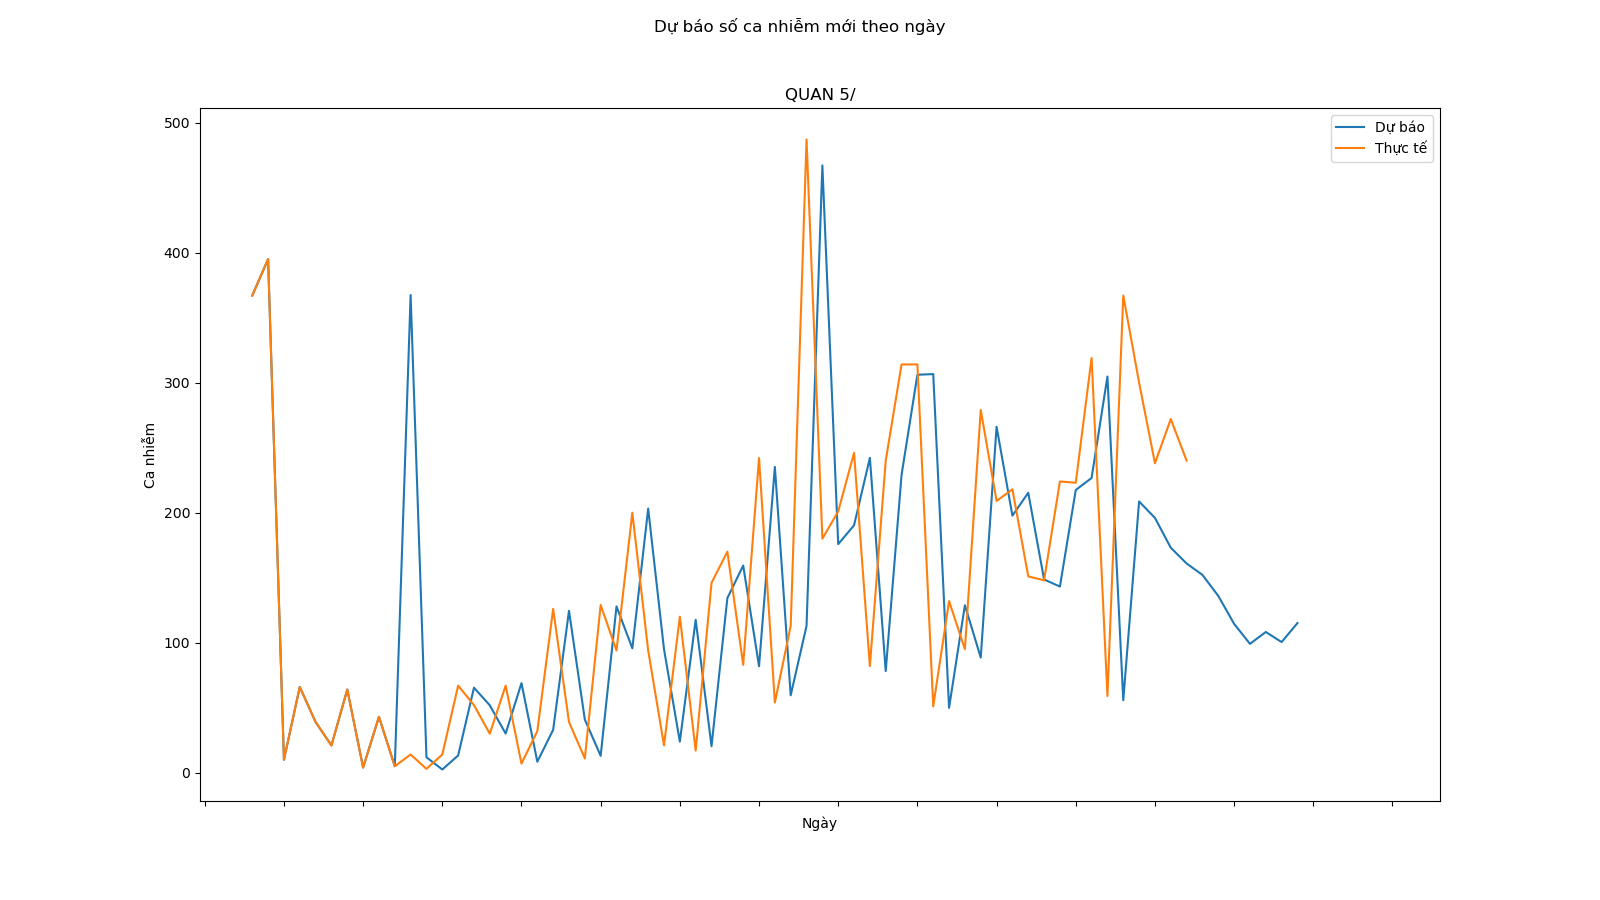 Dự báo số ca nhiễm mới theo ngày
QUAN 5/
Dự báo
Thực tế
500
400
300
200
100
0
Ca nhiễm
Ngày